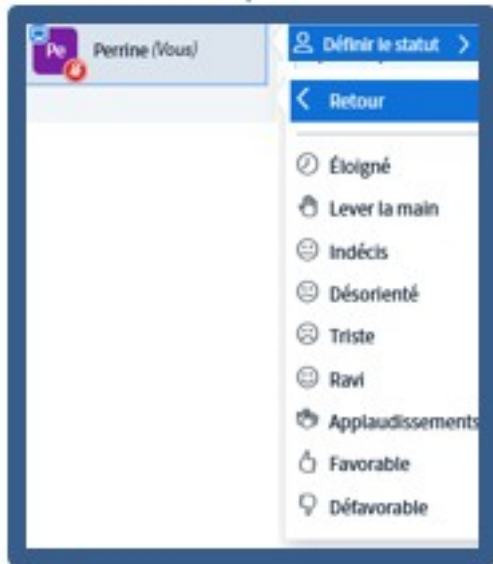 Pe
Perrine (Vous)
Définir le statut
Retour
Éloigné
Lever la main
Indécis
Désorienté
Triste
Ravi
Applaudissements
Favorable
Défavorable